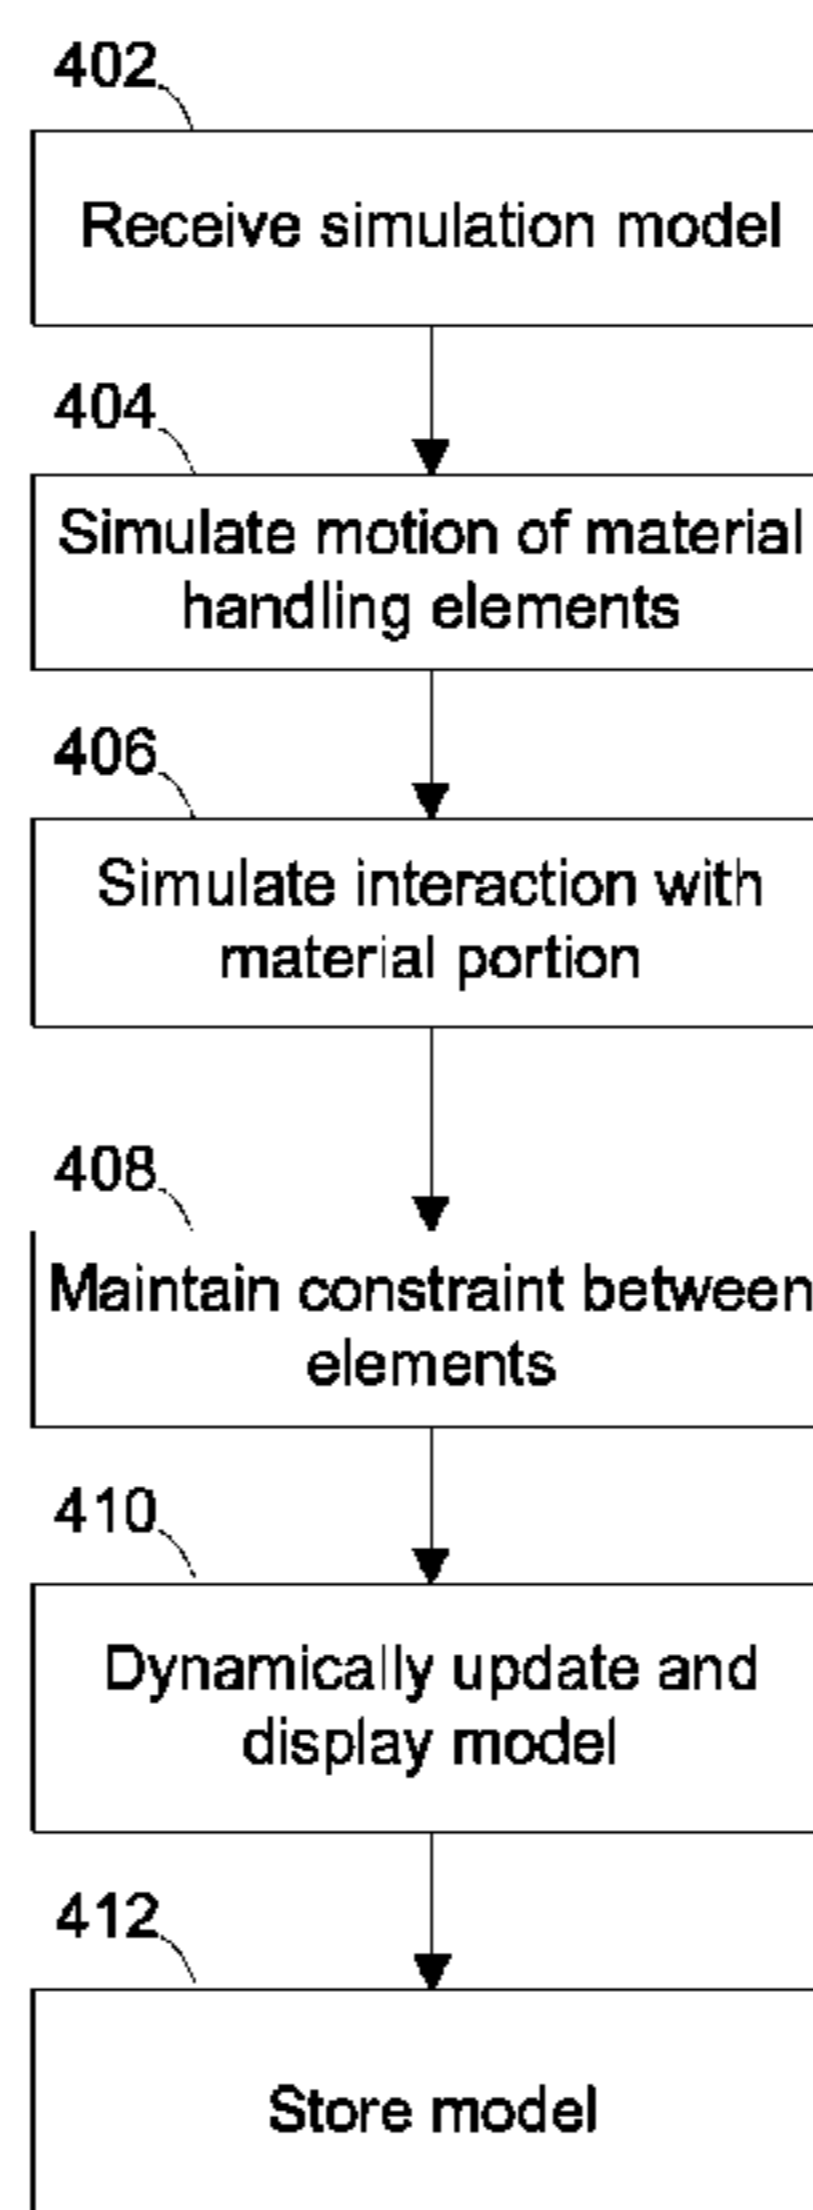 402
Receive simulation model
404
Simulate motion of material
handling elements
406
Simulate interaction with
material portion
408
Maintain constraint between
elements
410
Dynamically update and
display model
412
Store model